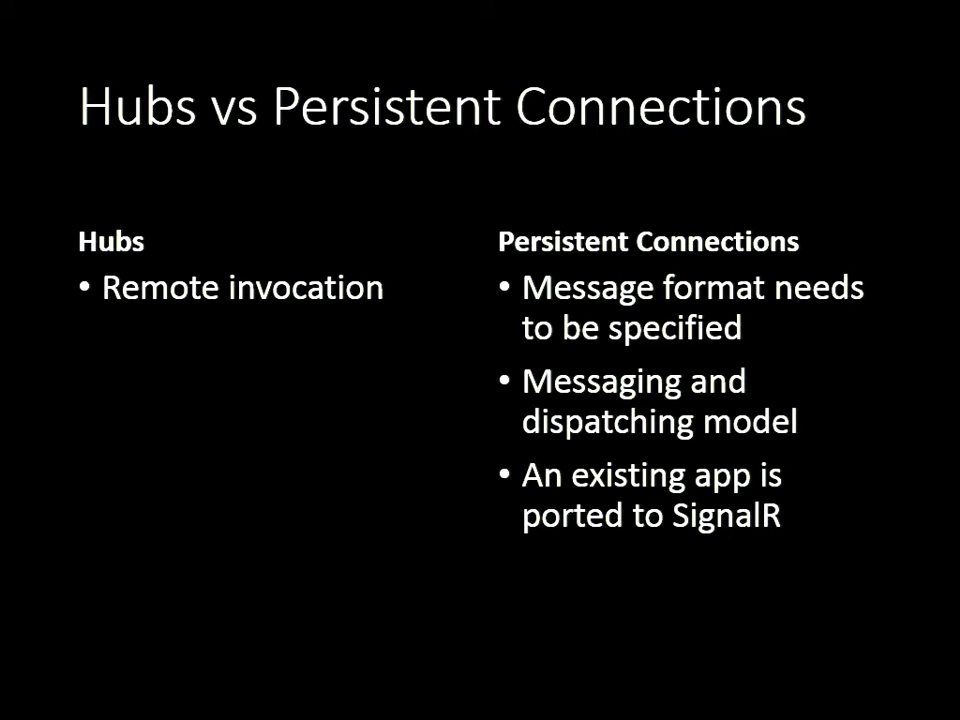 Hubs vs Persistent Connections
Hubs
• Remote invocation
Persistent Connections
• Message format needs
to be specified
• Messaging and
dispatching model
• An existing app is
ported to SignalR